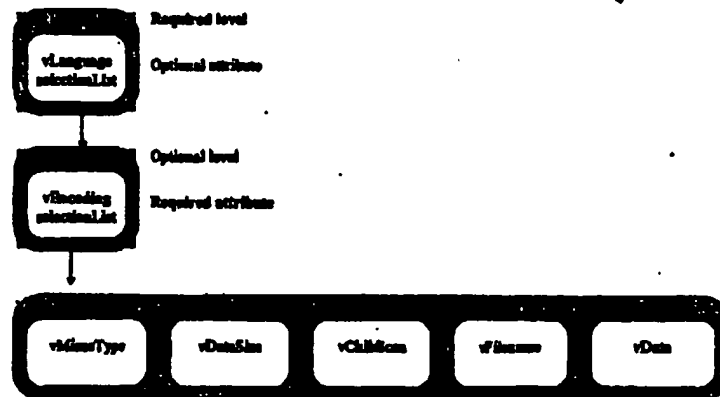 Required level
vLanguage
selectionList
Optional attribute
Optional level
vEncoding
selectionList
Required attribute
vMimeType
vDataSize
vFilename
vData